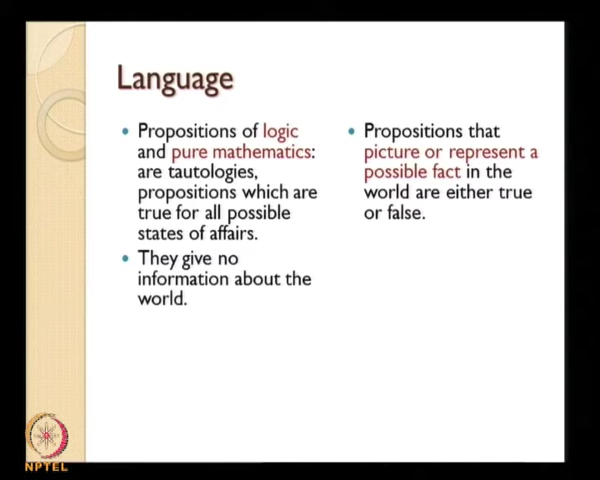 Language
• Propositions of logic
and pure mathematics:
are tautologies,
propositions which are
true for all possible
states of affairs.
• They give no
information about the
world.
• Propositions that
picture or represent a
possible fact in the
world are either true
or false.
NPTEL